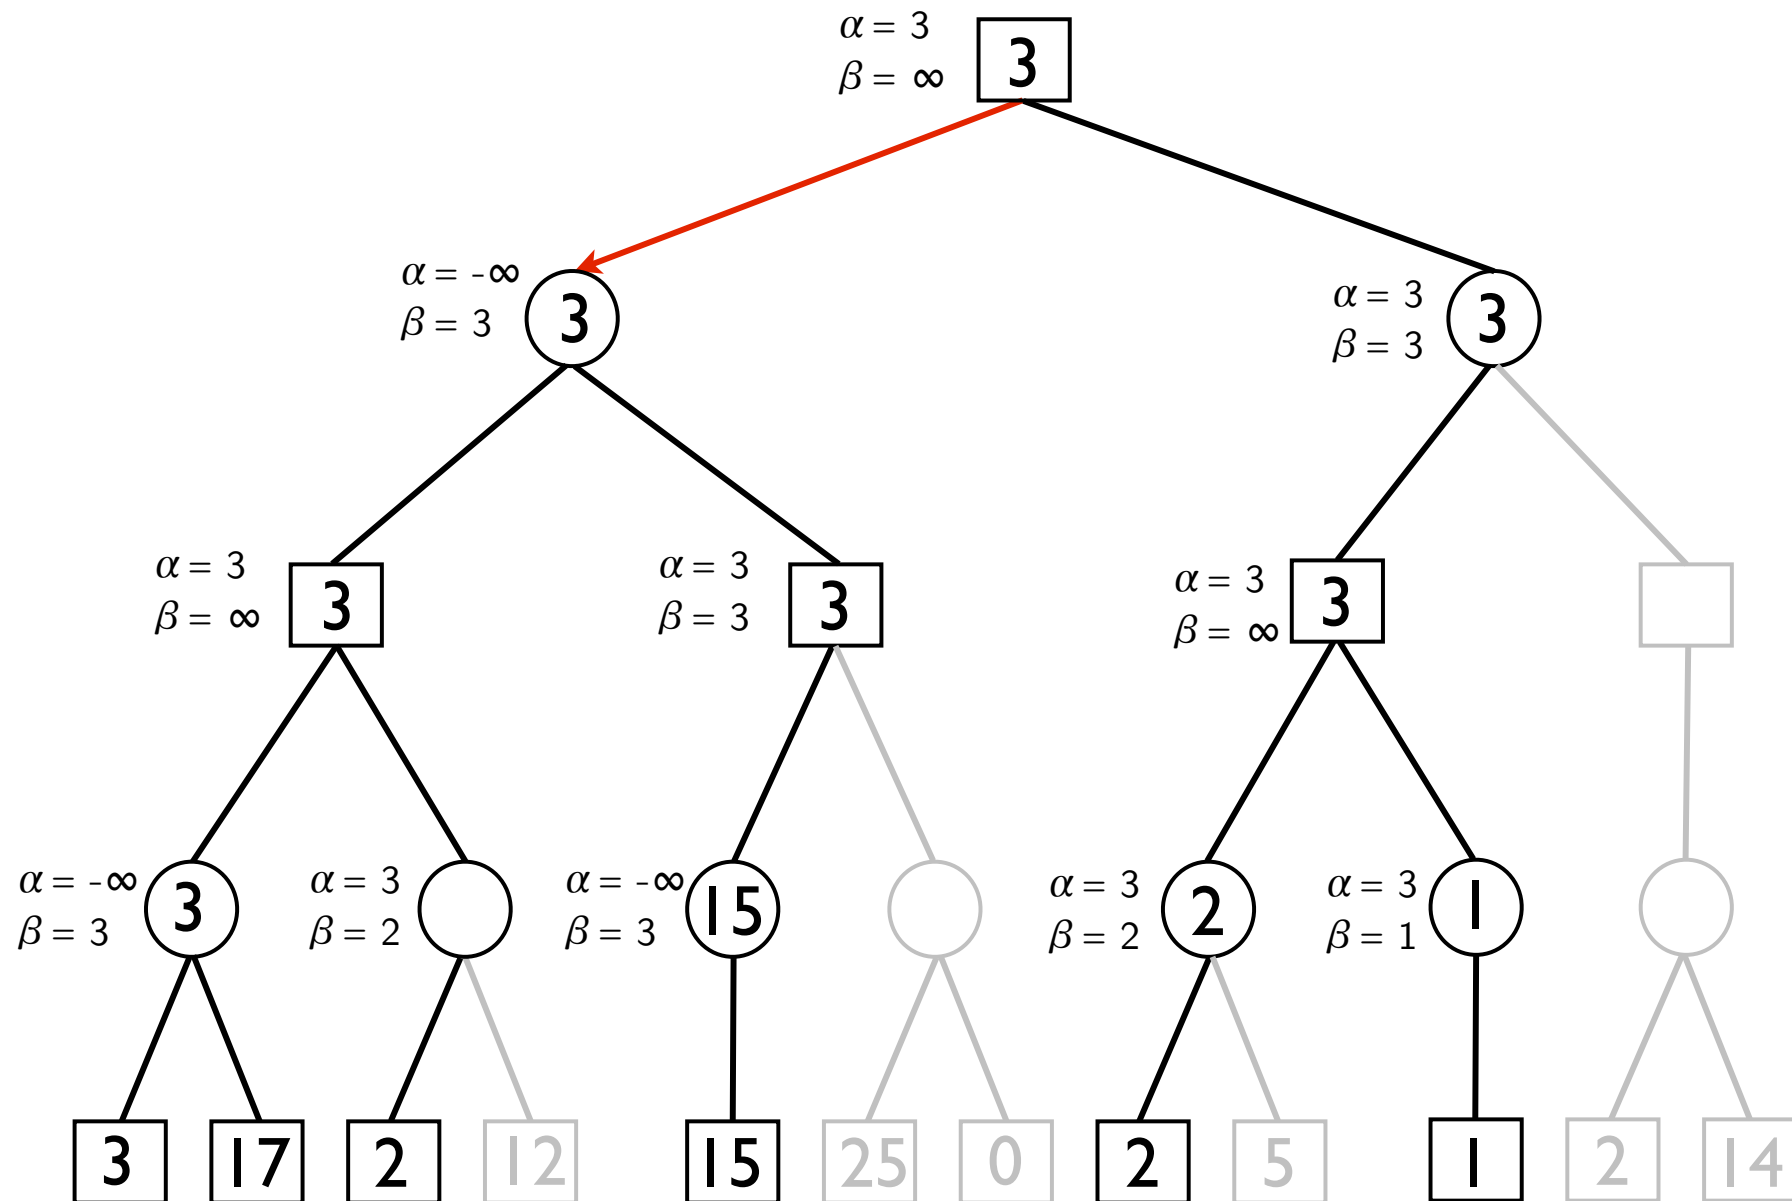 α = 3
β = ∞
3
α = -∞
β = 3
3
α = 3
β = 3
3
α = 3
β = ∞
3
α = 3
β = 3
3
α = 3
β = ∞
3
α = -∞
β = 3
3
α = 3
β = 2
α = -∞
β = 3
15
α = 3
β = 2
2
α = 3
β = 1
1
3 17 2 12 15 25 0 2 5 1 2 14